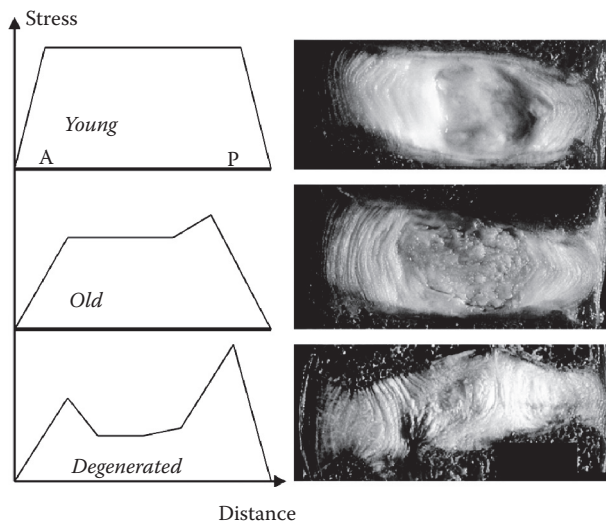 Stress
Young
A P
Old
Degenerated
Distance